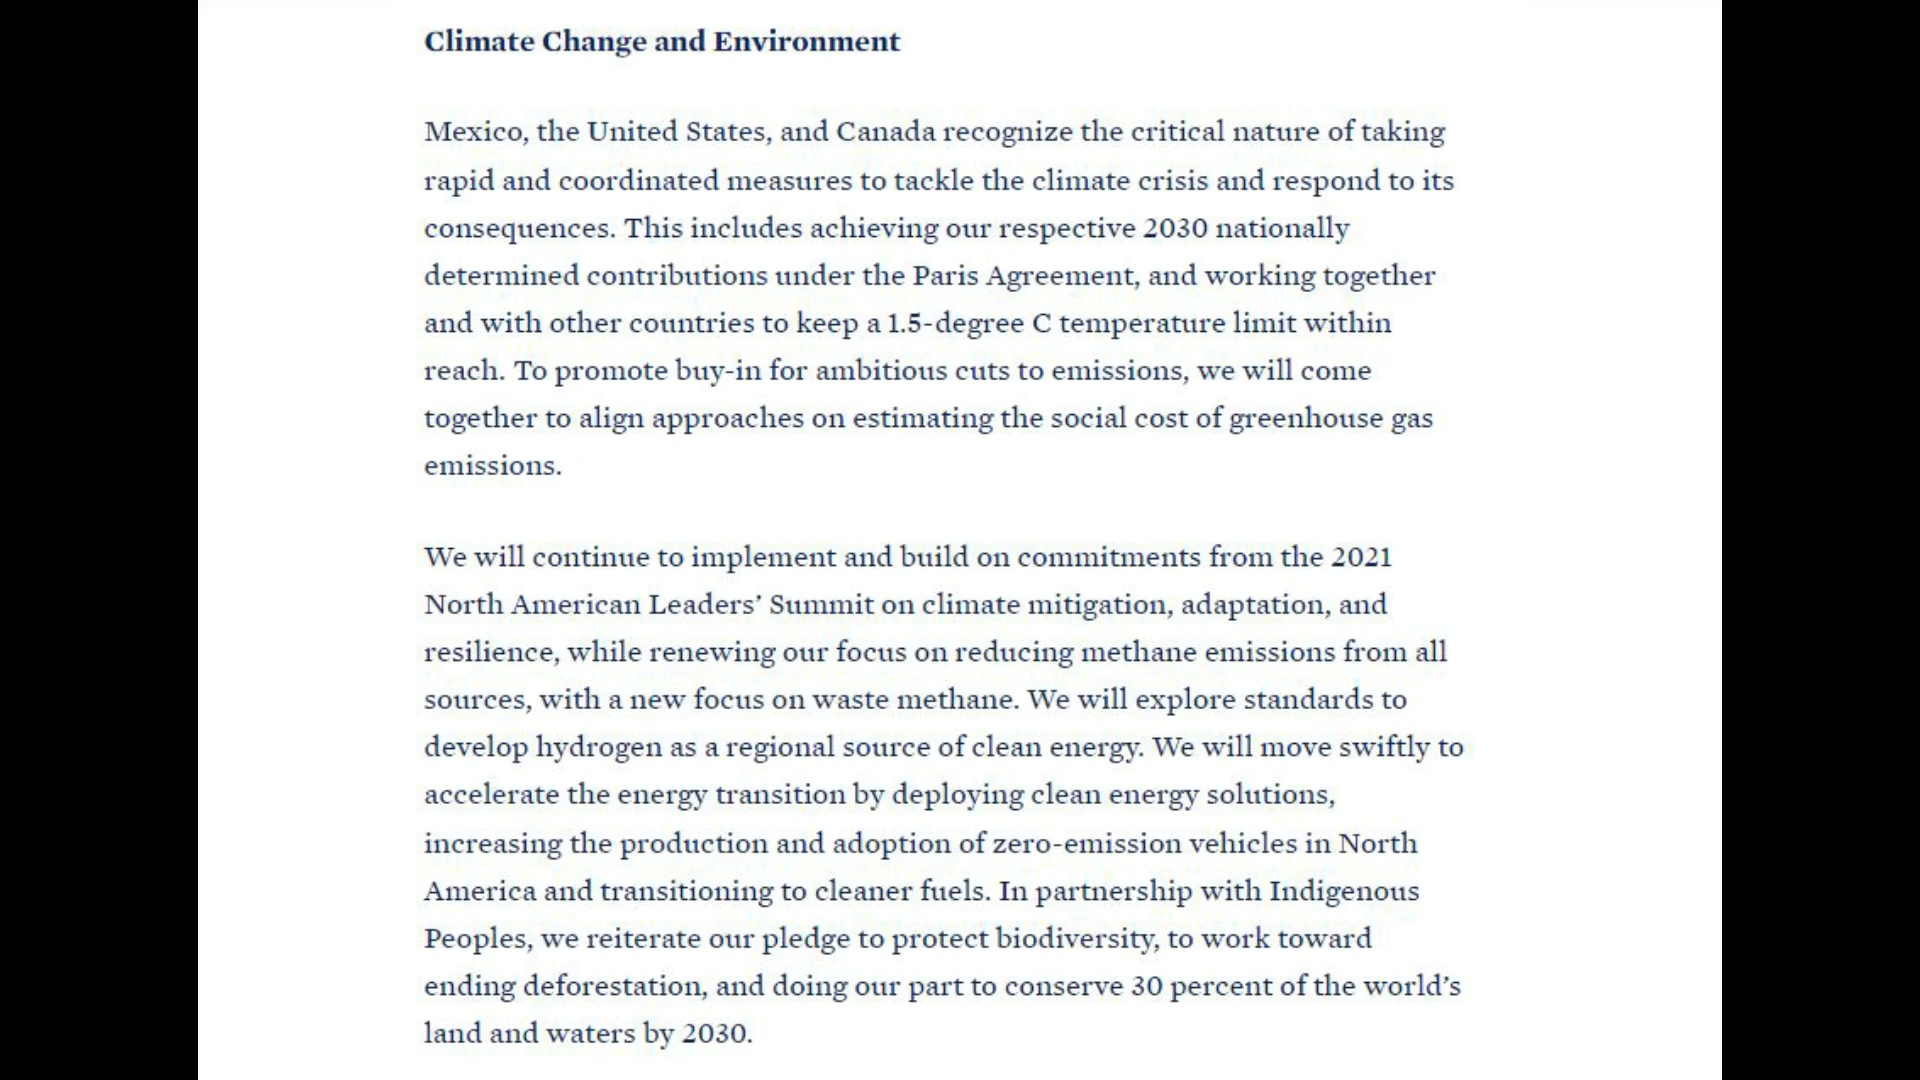 Climate Change and Environment
Mexico, the United States, and Canada recognize the critical nature of taking
rapid and coordinated measures to tackle the climate crisis and respond to its
consequences. This includes achieving our respective 2030 nationally
determined contributions under the Paris Agreement, and working together
and with other countries to keep a 1.5-degree C temperature limit within
reach. To promote buy-in for ambitious cuts to emissions, we will come
together to align approaches on estimating the social cost of greenhouse gas
emissions.
We will continue to implement and build on commitments from the 2021
North American Leaders’ Summit on climate mitigation, adaptation, and
resilience, while renewing our focus on reducing methane emissions from all
sources, with a new focus on waste methane. We will explore standards to
develop hydrogen as a regional source of clean energy. We will move swiftly to
accelerate the energy transition by deploying clean energy solutions,
increasing the production and adoption of zero-emission vehicles in North
America and transitioning to cleaner fuels. In partnership with Indigenous
Peoples, we reiterate our pledge to protect biodiversity, to work toward
ending deforestation, and doing our part to conserve 30 percent of the world’s
land and waters by 2030.